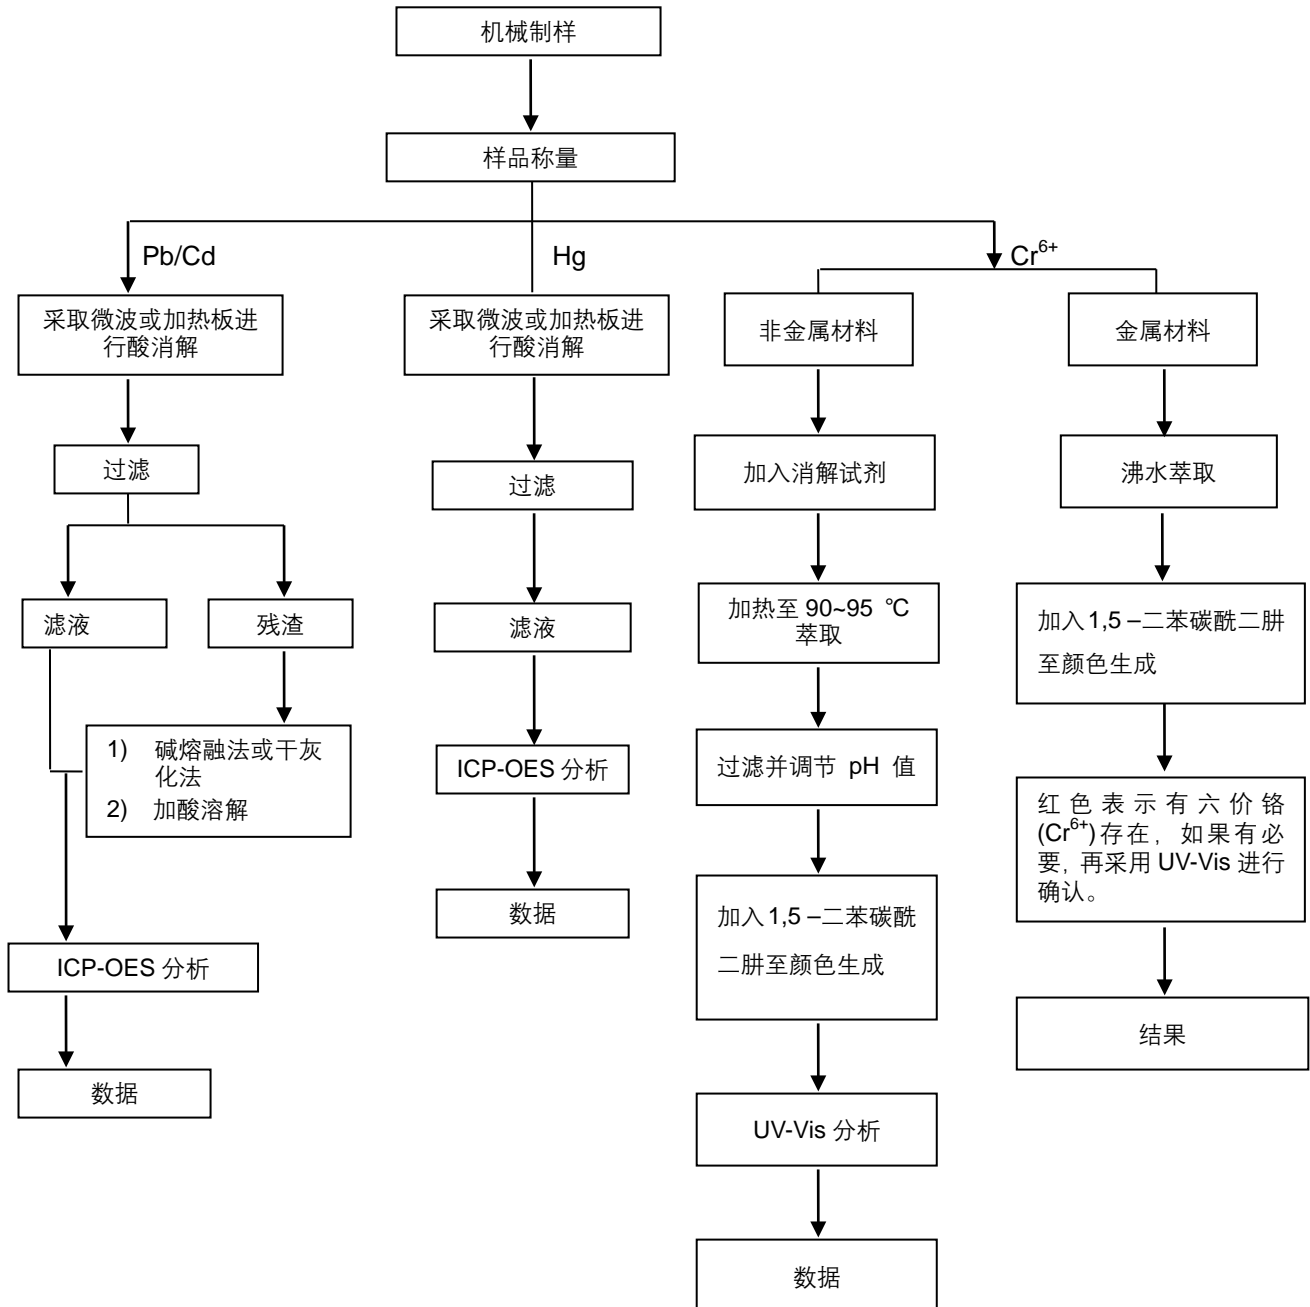 机械制样
样品称量
Pb/Cd
Hg
Cr⁶⁺
采取微波或加热板进
行酸消解
采取微波或加热板进
行酸消解
非金属材料
金属材料
过滤
过滤
加入消解试剂
沸水萃取
滤液
残渣
滤液
加热至 90~95 ℃
萃取
加入1,5 –二苯碳酰二肼
至颜色生成
1) 碱熔融法或干灰
化法
2) 加酸溶解
ICP-OES 分析
过滤并调节 pH 值
红色表示有六价铬
(Cr⁶⁺)存在, 如果有必
要, 再采用 UV-Vis 进行
确认。
数据
加入1,5 –二苯碳酰
二肼至颜色生成
ICP-OES 分析
结果
数据
UV-Vis 分析
数据